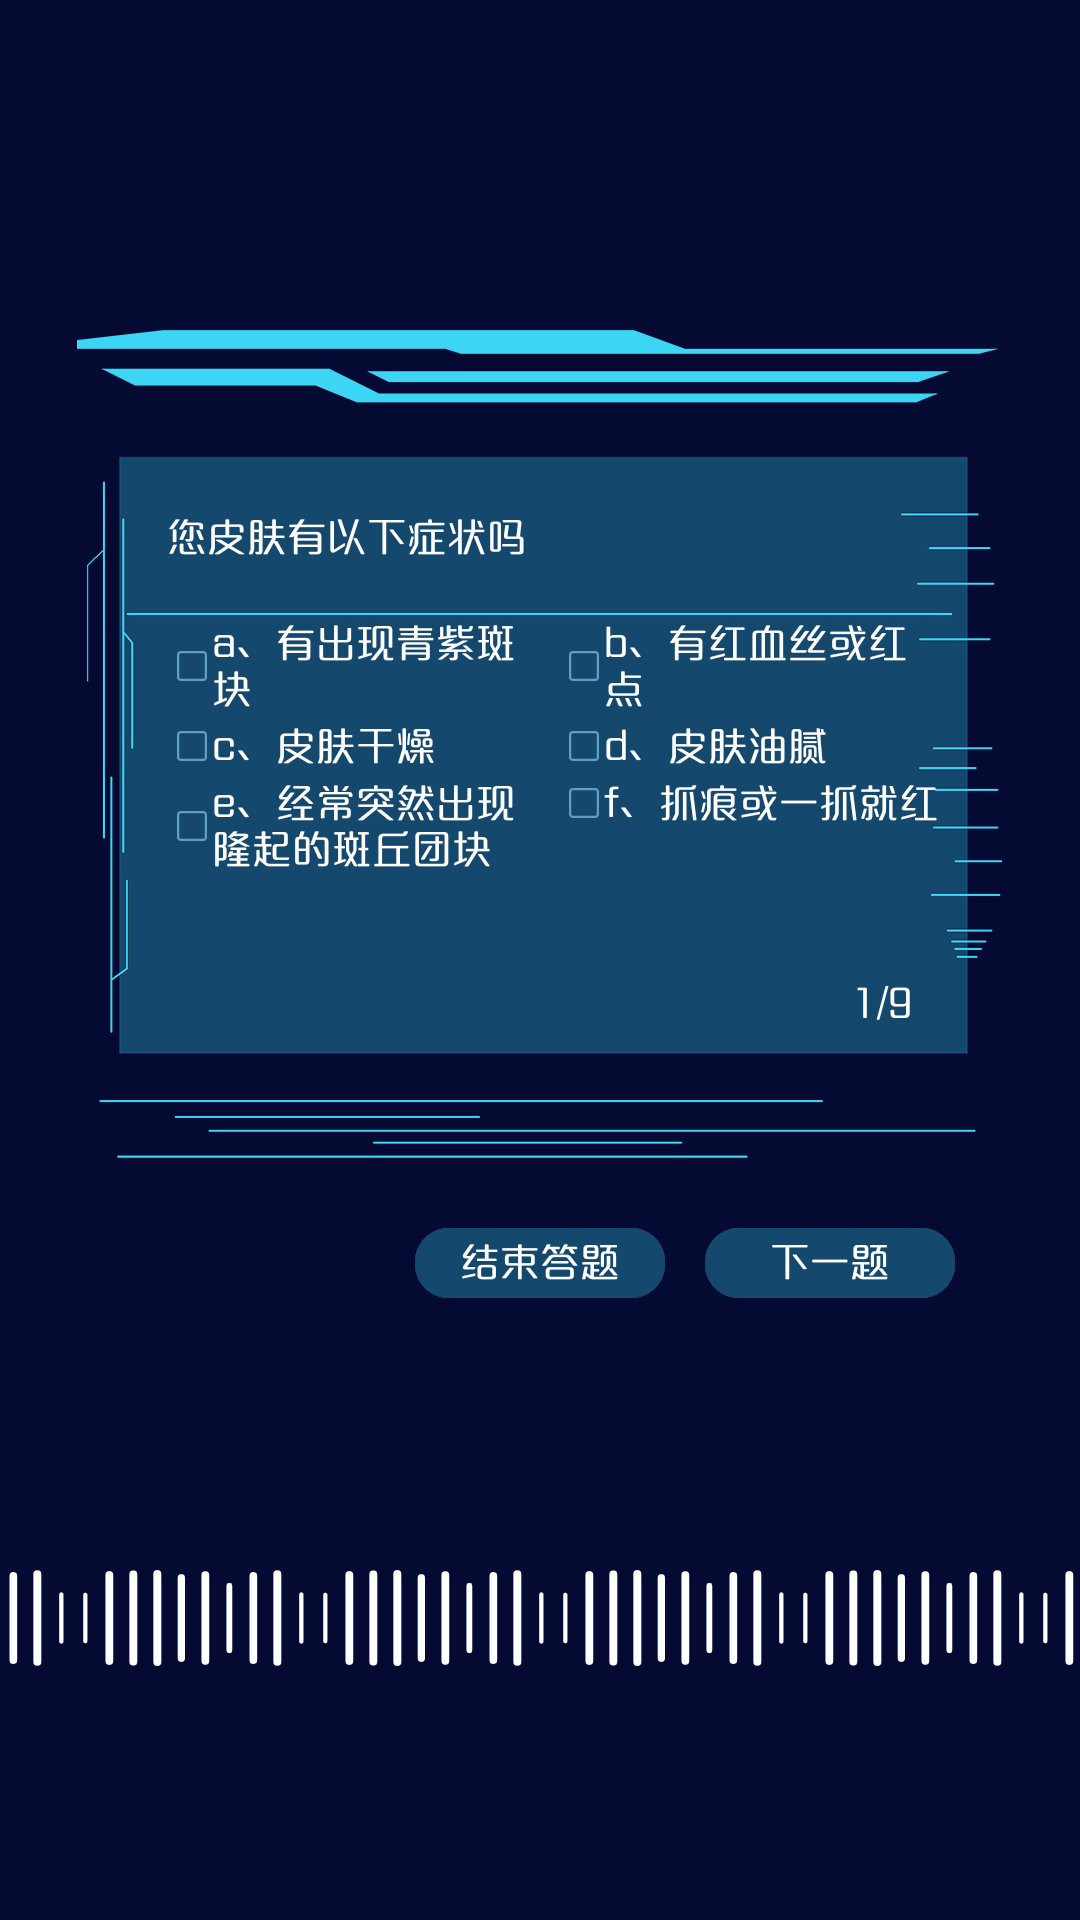 您皮肤有以下症状吗
a、有出现青紫斑
块
b、有红血丝或红
点
c、皮肤干燥
d、皮肤油腻
e、经常突然出现
隆起的斑丘团块
f、抓痕或一抓就红
1/9
结束答题
下一题